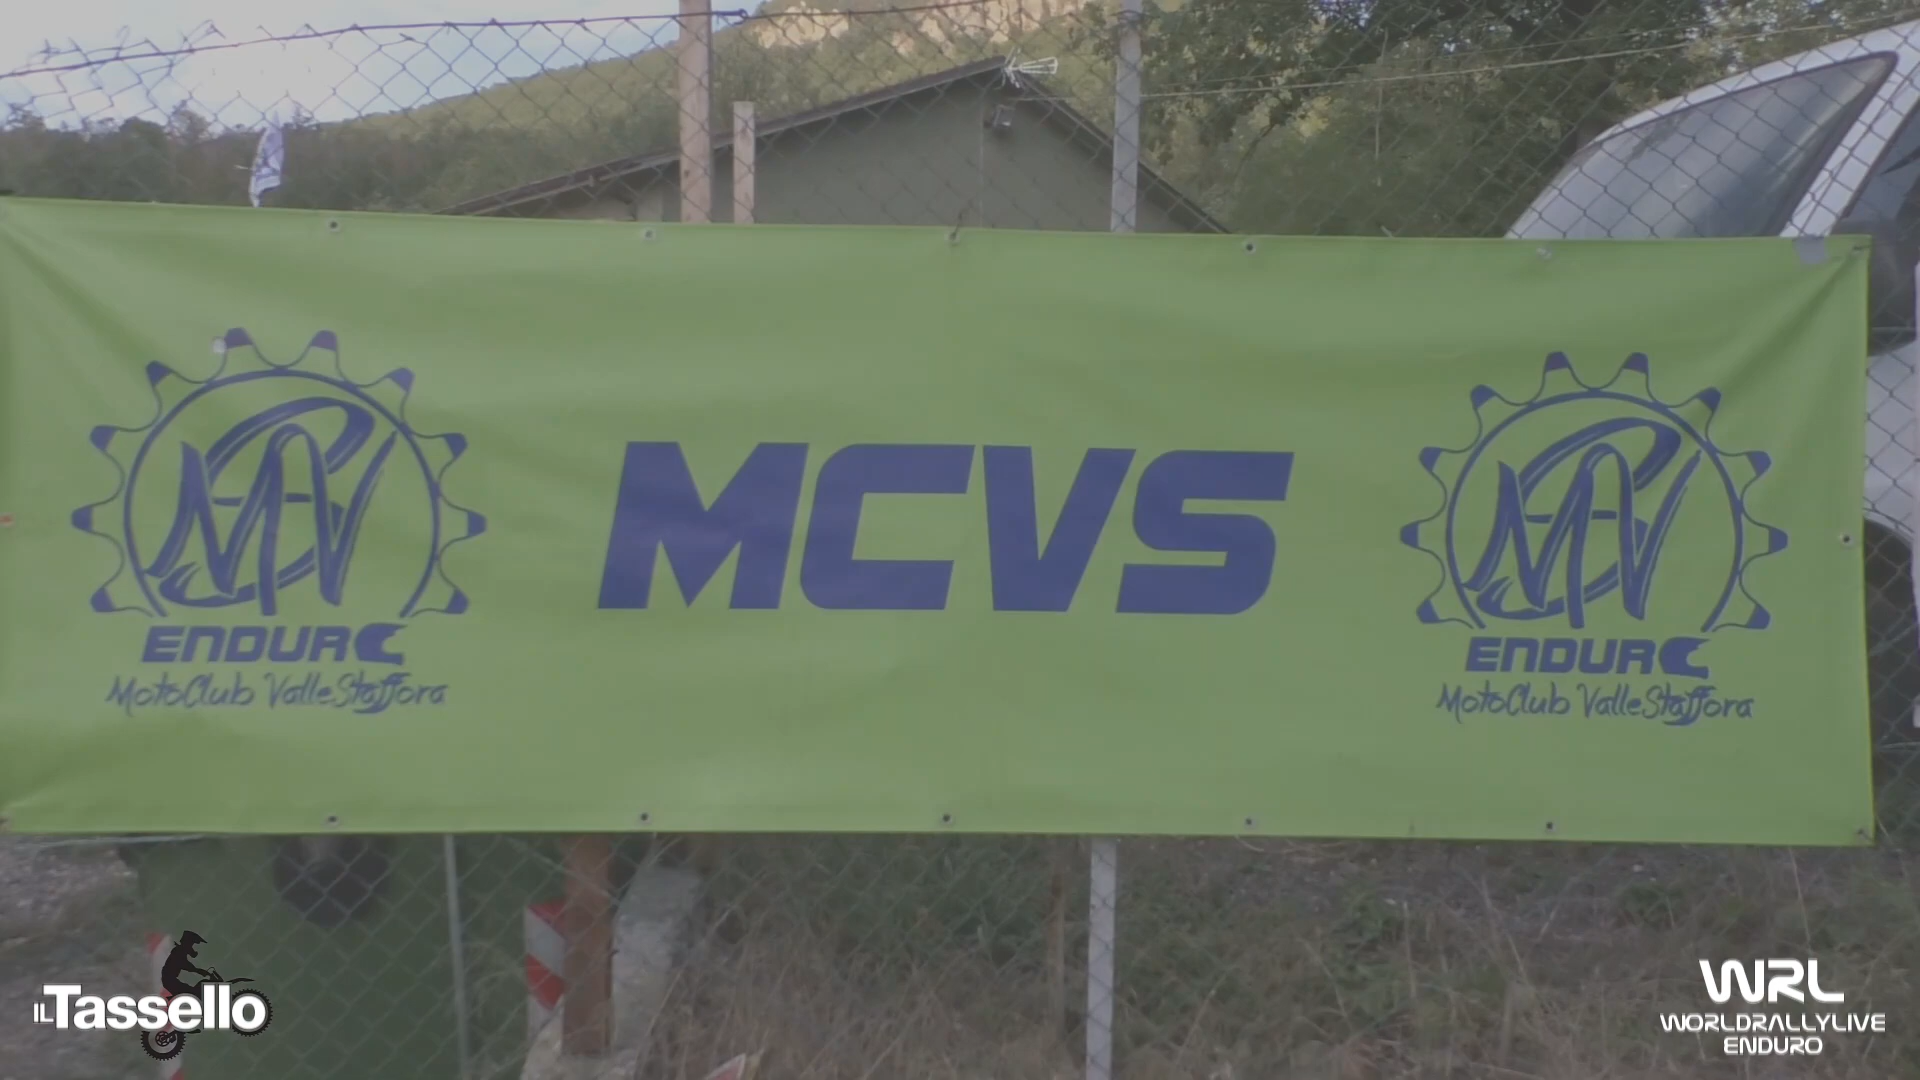 MCVS
ENDURO
MotoClub ValleStaffora
ENDURO
MotoClub ValleStaffora
IL Tassello
WRL
WORLDRALLYLIVE
ENDURO